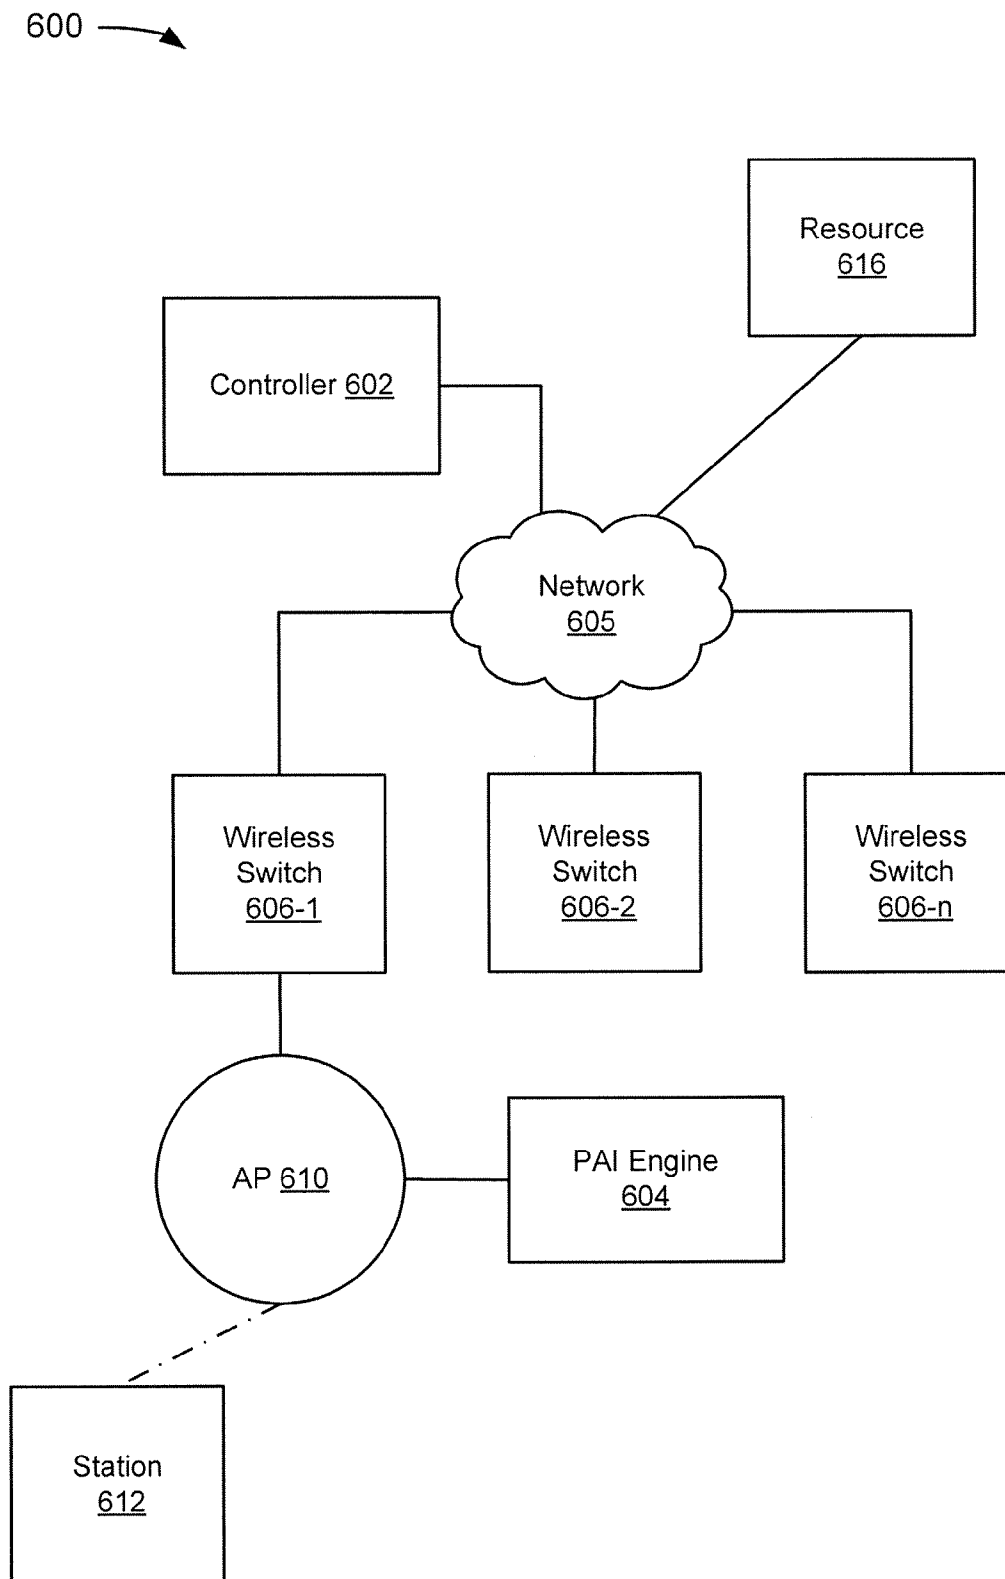 600
Resource
616
Controller 602
Network
605
Wireless
Switch
606-1
Wireless
Switch
606-2
Wireless
Switch
606-n
AP 610
PAI Engine
604
Station
612